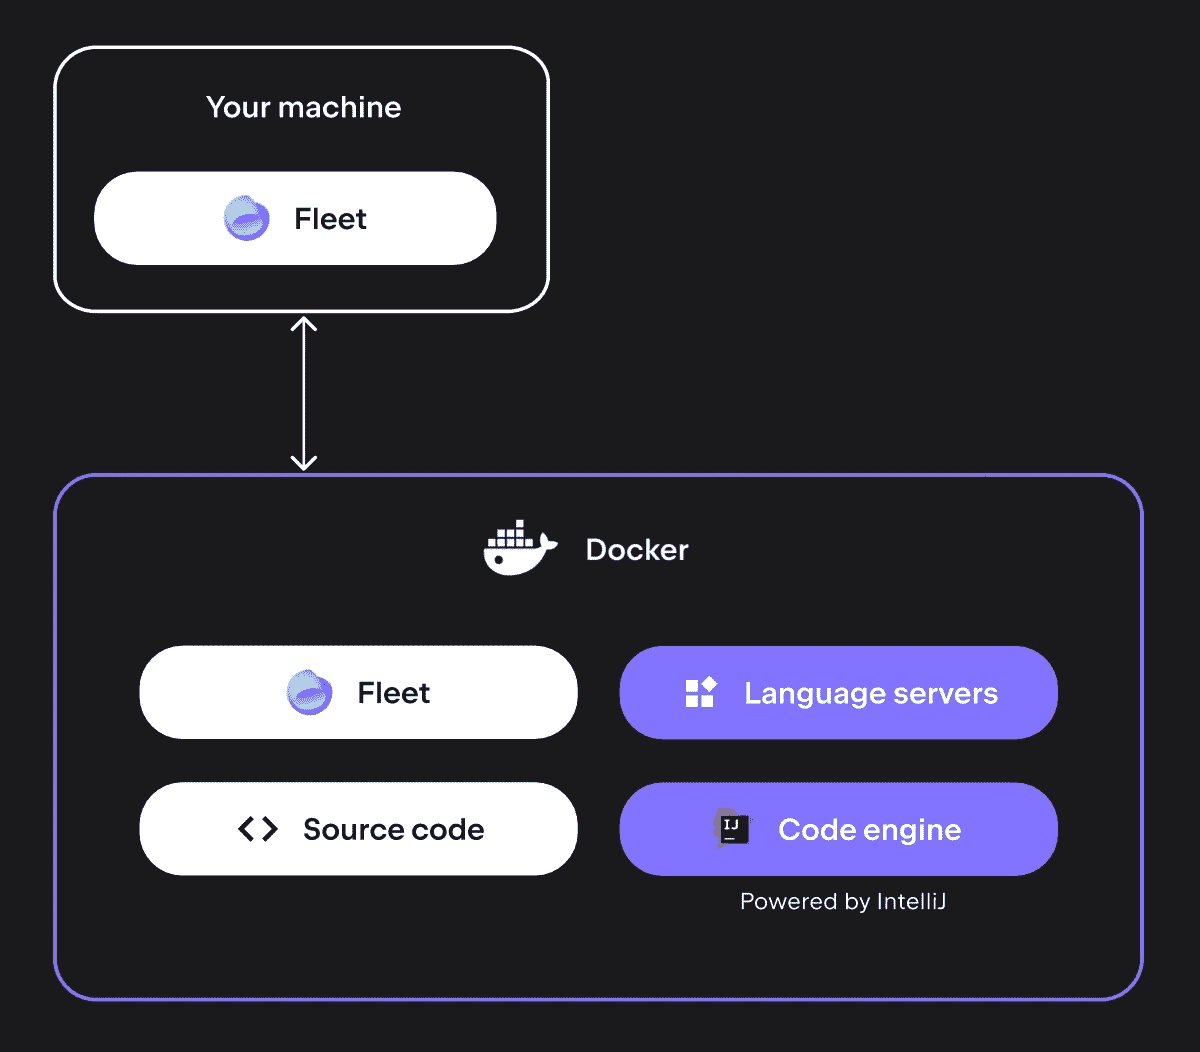 Your machine
Fleet
Docker
Fleet
Language servers
Source code
IJ
Code engine
Powered by IntelliJ